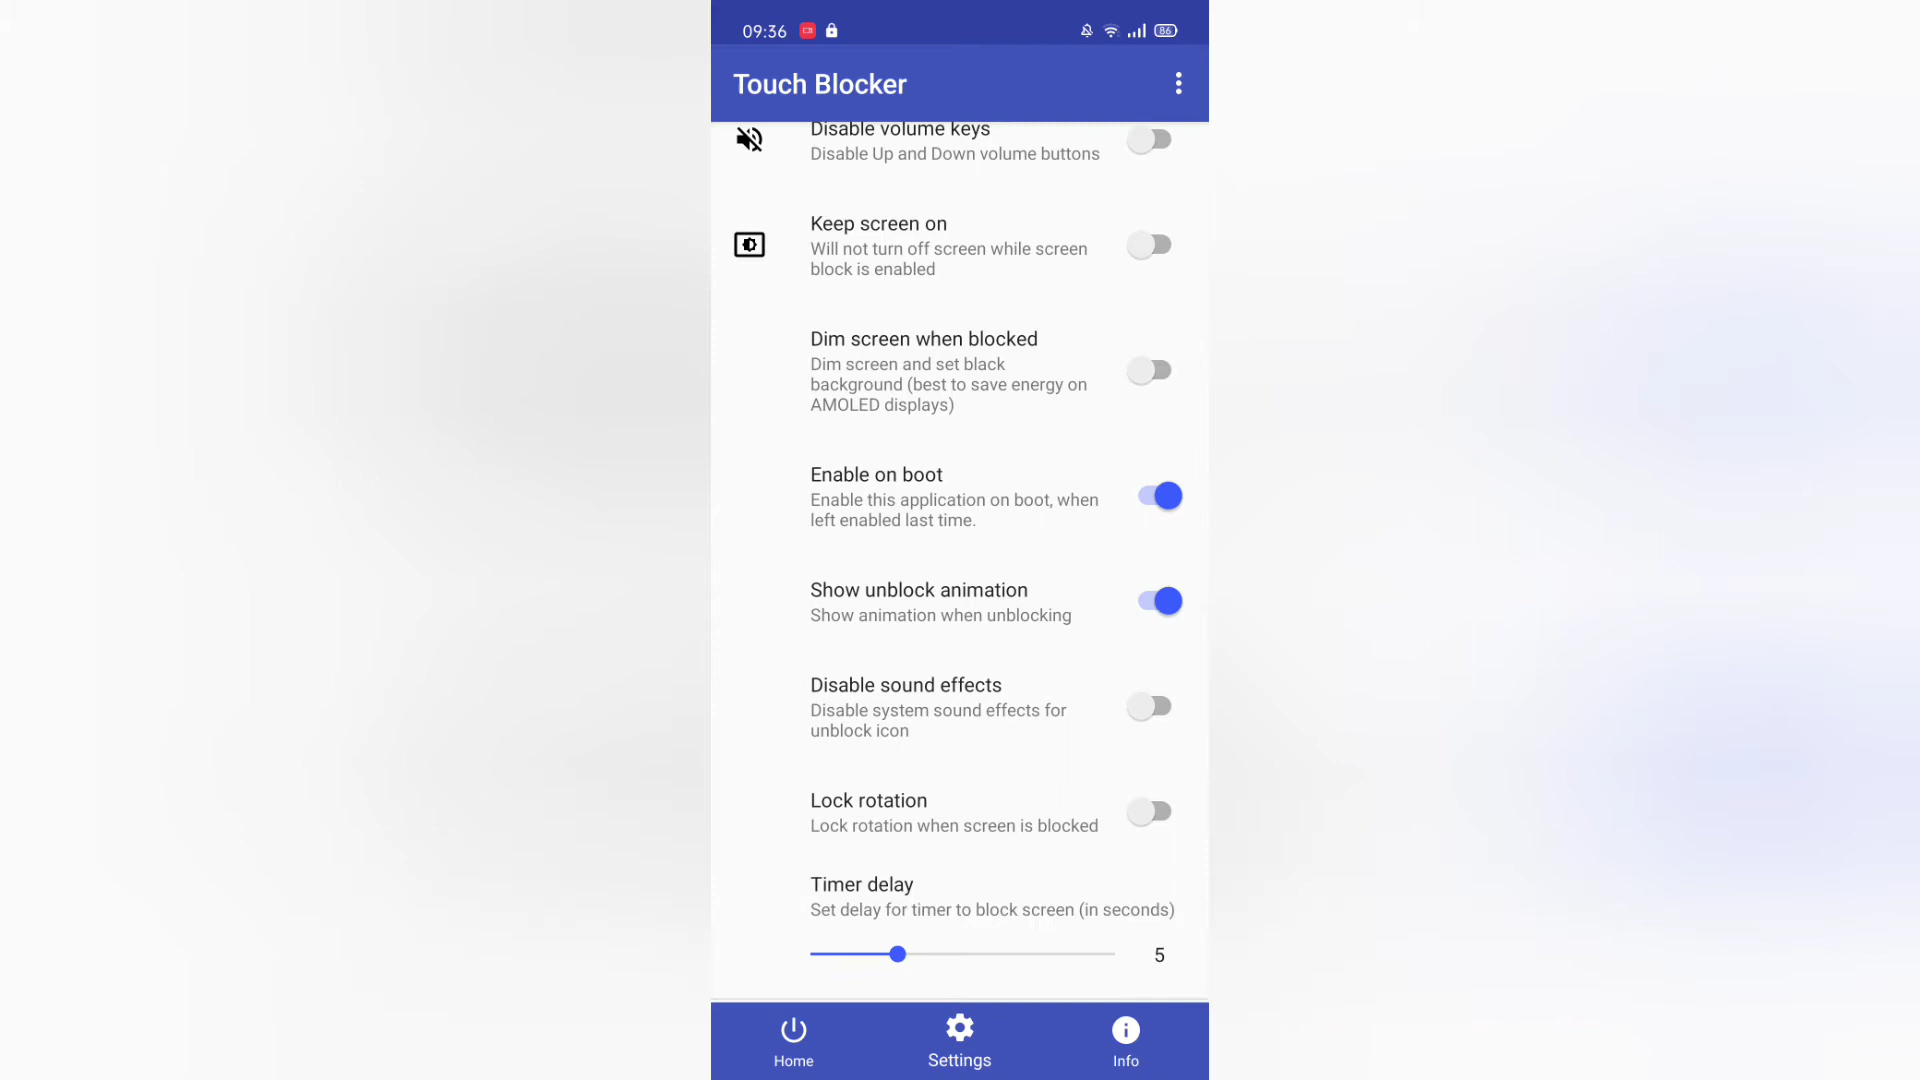 09:36
86
Touch Blocker
Disable volume keys
Disable Up and Down volume buttons
Keep screen on
Will not turn off screen while screen
block is enabled
Dim screen when blocked
Dim screen and set black
background (best to save energy on
AMOLED displays)
Enable on boot
Enable this application on boot, when
left enabled last time.
Show unblock animation
Show animation when unblocking
Disable sound effects
Disable system sound effects for
unblock icon
Lock rotation
Lock rotation when screen is blocked
Timer delay
Set delay for timer to block screen (in seconds)
5
Home
Settings
Info